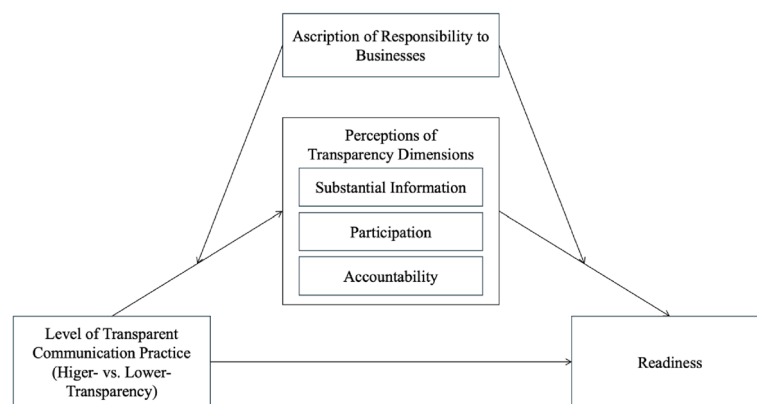 Ascription of Responsibility to
Businesses
Perceptions of
Transparency Dimensions
Substantial Information
Participation
Accountability
Level of Transparent
Communication Practice
(Higer- vs. Lower-
Transparency)
Readiness